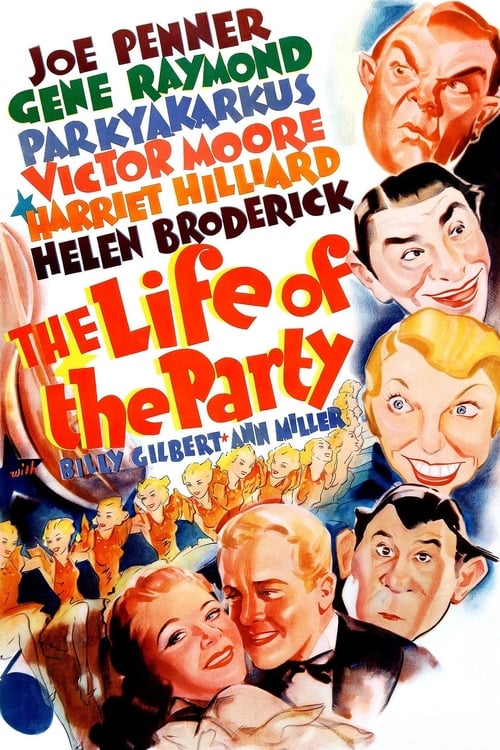 JOE PENNER
GENE RAYMOND
PARKYAKARKUS
VICTOR MOORE
HARRIET HILLIARD
HELEN BRODERICK
THE LIFE OF
THE PARTY
with
BILLY GILBERT * ANN MILLER